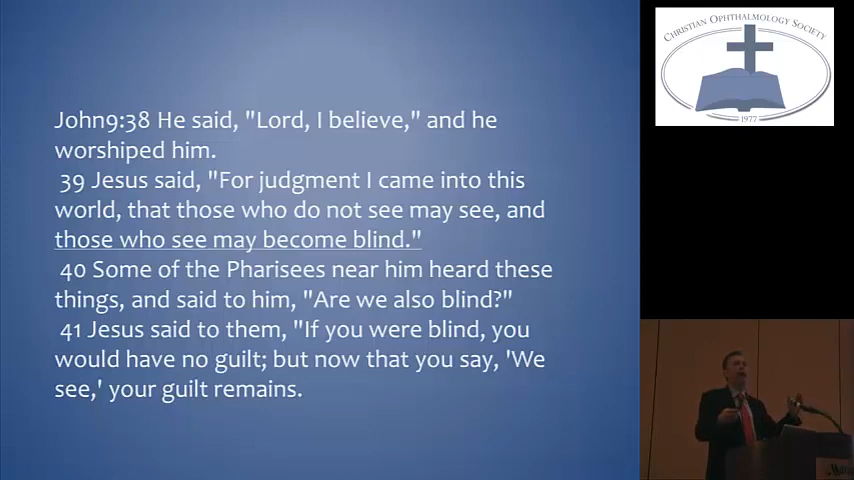 John9:38 He said, "Lord, I believe," and he
worshiped him.
39 Jesus said, "For judgment I came into this
world, that those who do not see may see, and
those who see may become blind."
40 Some of the Pharisees near him heard these
things, and said to him, "Are we also blind?"
41 Jesus said to them, "If you were blind, you
would have no guilt; but now that you say, 'We
see,' your guilt remains.
CHRISTIAN OPHTHALMOLOGY SOCIETY
1977